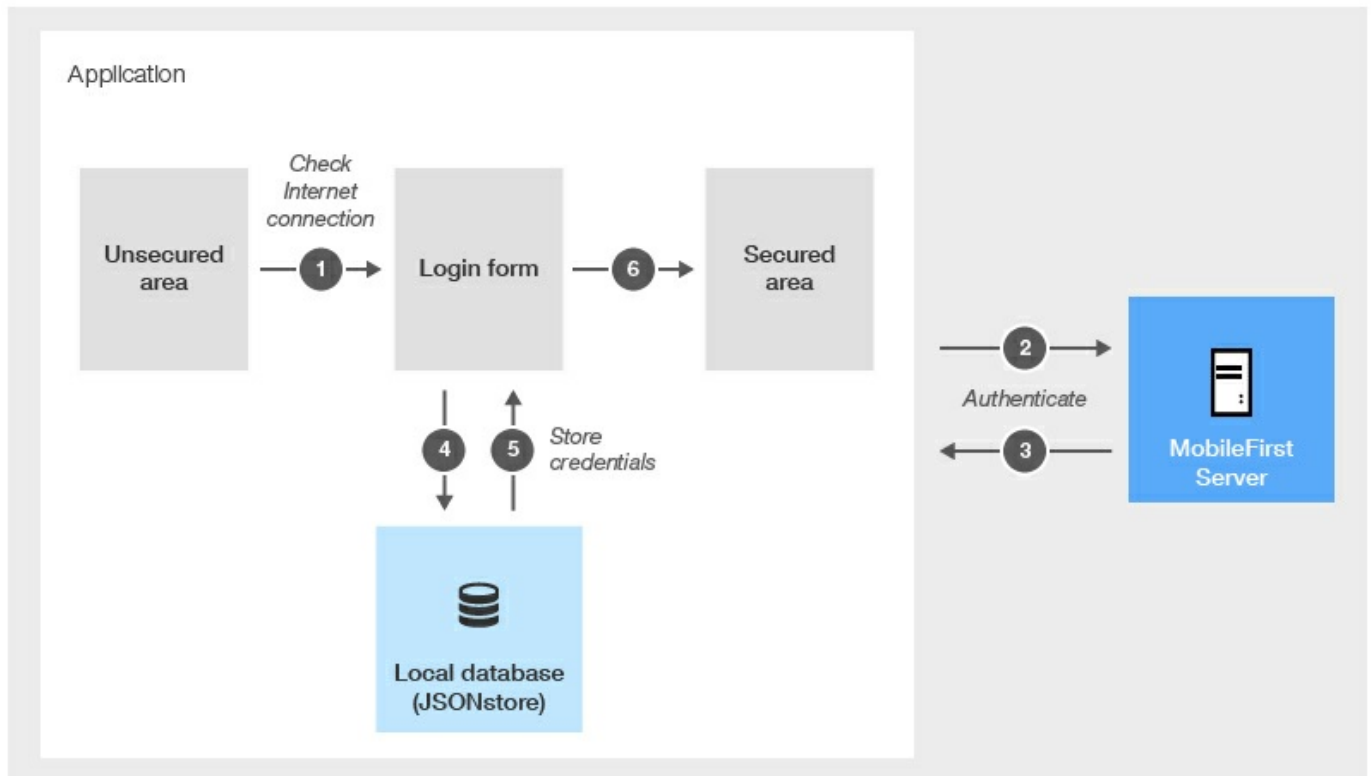 Application
Check
Internet
connection
Unsecured
area
1
Login form
6
Secured
area
2
Authenticate
3
MobileFirst
Server
4
5
Store
credentials
Local database
(JSONstore)